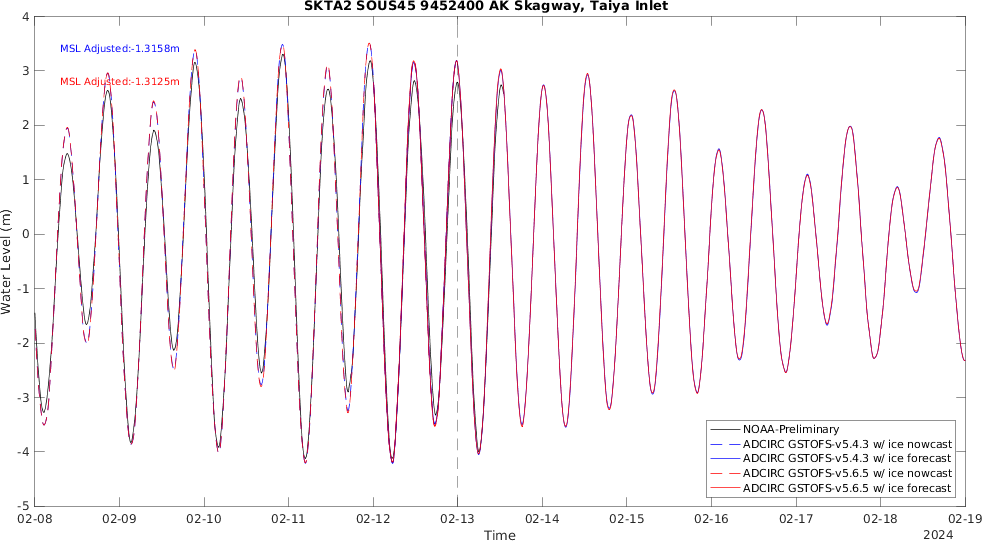 SKTA2 SOUS45 9452400 AK Skagway, Taiya Inlet
MSL Adjusted:-1.3158m
MSL Adjusted:-1.3125m
Water Level (m)
4
3
2
1
0
-1
-2
-3
-4
-5
NOAA-Preliminary
ADCIRC GSTOFS-v5.4.3 w/ ice nowcast
ADCIRC GSTOFS-v5.4.3 w/ ice forecast
ADCIRC GSTOFS-v5.6.5 w/ ice nowcast
ADCIRC GSTOFS-v5.6.5 w/ ice forecast
02-08 02-09 02-10 02-11 02-12 02-13 02-14 02-15 02-16 02-17 02-18 02-19
Time
2024